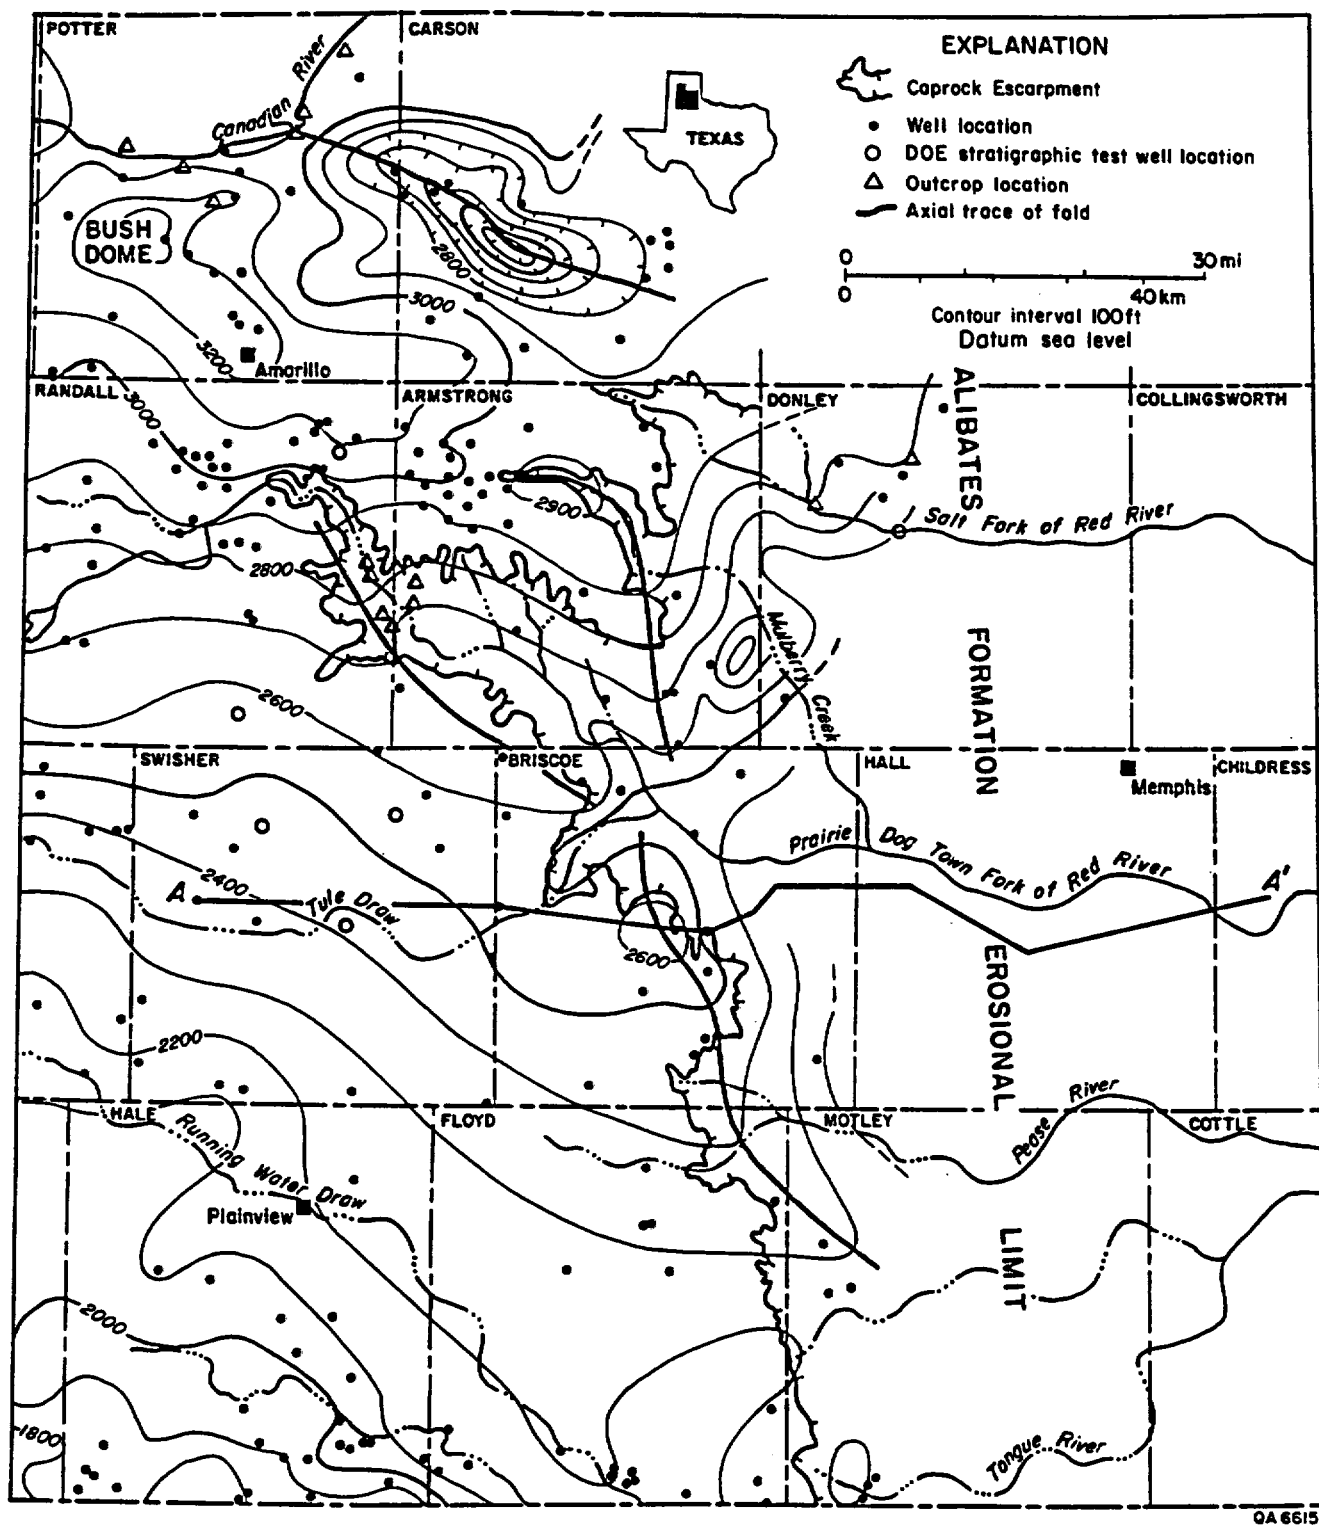 POTTER
CARSON
EXPLANATION
Caprock Escarpment
Well location
DOE stratigraphic test well location
Outcrop location
Axial trace of fold
TEXAS
Canadian River
BUSH
DOME
2800
3000
3200
Amarillo
0 30 mi
0 40 km
Contour interval 100ft
Datum sea level
RANDALL
3000
ARMSTRONG
DONLEY
COLLINGSWORTH
ALIBATES
2900
Salt Fork of Red River
2800
Mulberry Creek
FORMATION
2600
SWISHER
BRISCOE
HALL
CHILDRESS
Memphis
Prairie Dog Town Fork of Red River
2400
A
Tule Draw
A'
2600
EROSIONAL
2200
HALE
FLOYD
MOTLEY
COTTLE
Pease River
Running Water Draw
Plainview
LIMIT
2000
1800
Tongue River
QA 6615